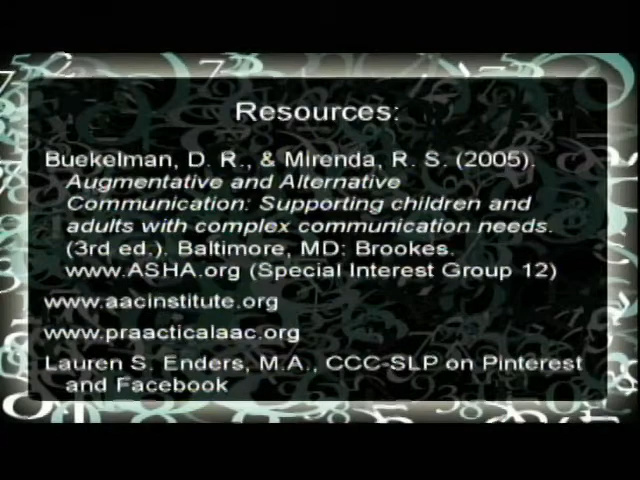 Resources:
Buekelman, D. R., & Mirenda, R. S. (2005).
Augmentative and Alternative
Communication: Supporting children and
adults with complex communication needs.
(3rd ed.). Baltimore, MD: Brookes.
www.ASHA.org (Special Interest Group 12)
www.aacinstitute.org
www.praacticalaac.org
Lauren S. Enders, M.A., CCC-SLP on Pinterest
and Facebook